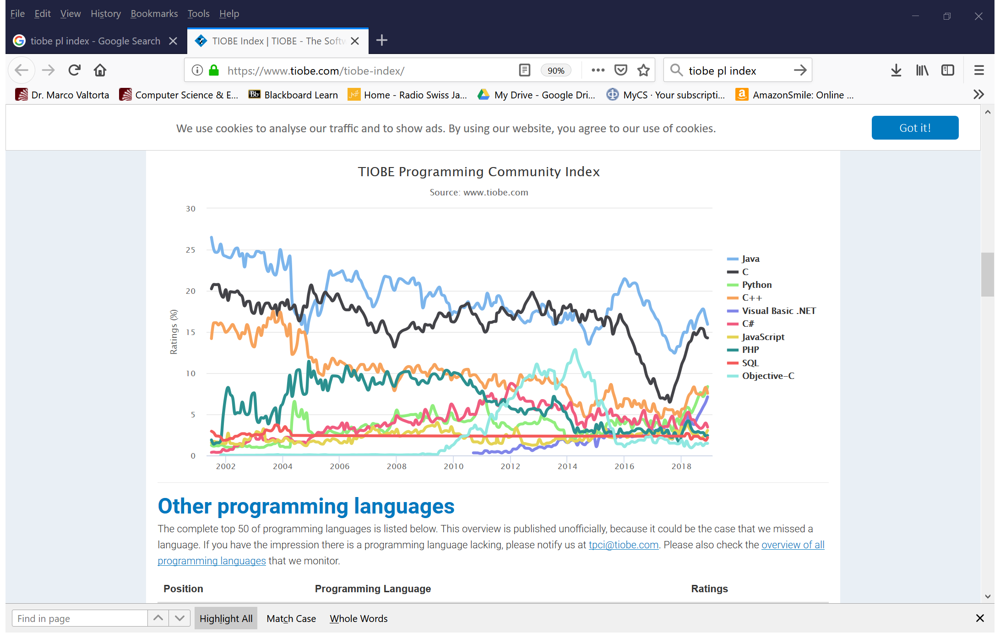 File Edit View History Bookmarks Tools Help
tiobe pl index - Google Search TIOBE Index | TIOBE - The Softw
https://www.tiobe.com/tiobe-index/ 90% tiobe pl index
Dr. Marco Valtorta Computer Science & E... Bb Blackboard Learn Home - Radio Swiss Ja... My Drive - Google Dri... MyCS · Your subscripti... AmazonSmile: Online ...
We use cookies to analyse our traffic and to show ads. By using our website, you agree to our use of cookies. Got it!
TIOBE Programming Community Index
Source: www.tiobe.com
Ratings (%)
30
25
20
15
10
5
0
2002 2004 2006 2008 2010 2012 2014 2016 2018
Java
C
Python
C++
Visual Basic .NET
C#
JavaScript
PHP
SQL
Objective-C
Other programming languages
The complete top 50 of programming languages is listed below. This overview is published unofficially, because it could be the case that we missed a
language. If you have the impression there is a programming language lacking, please notify us at tpci@tiobe.com. Please also check the overview of all
programming languages that we monitor.
Position Programming Language Ratings
Find in page Highlight All Match Case Whole Words